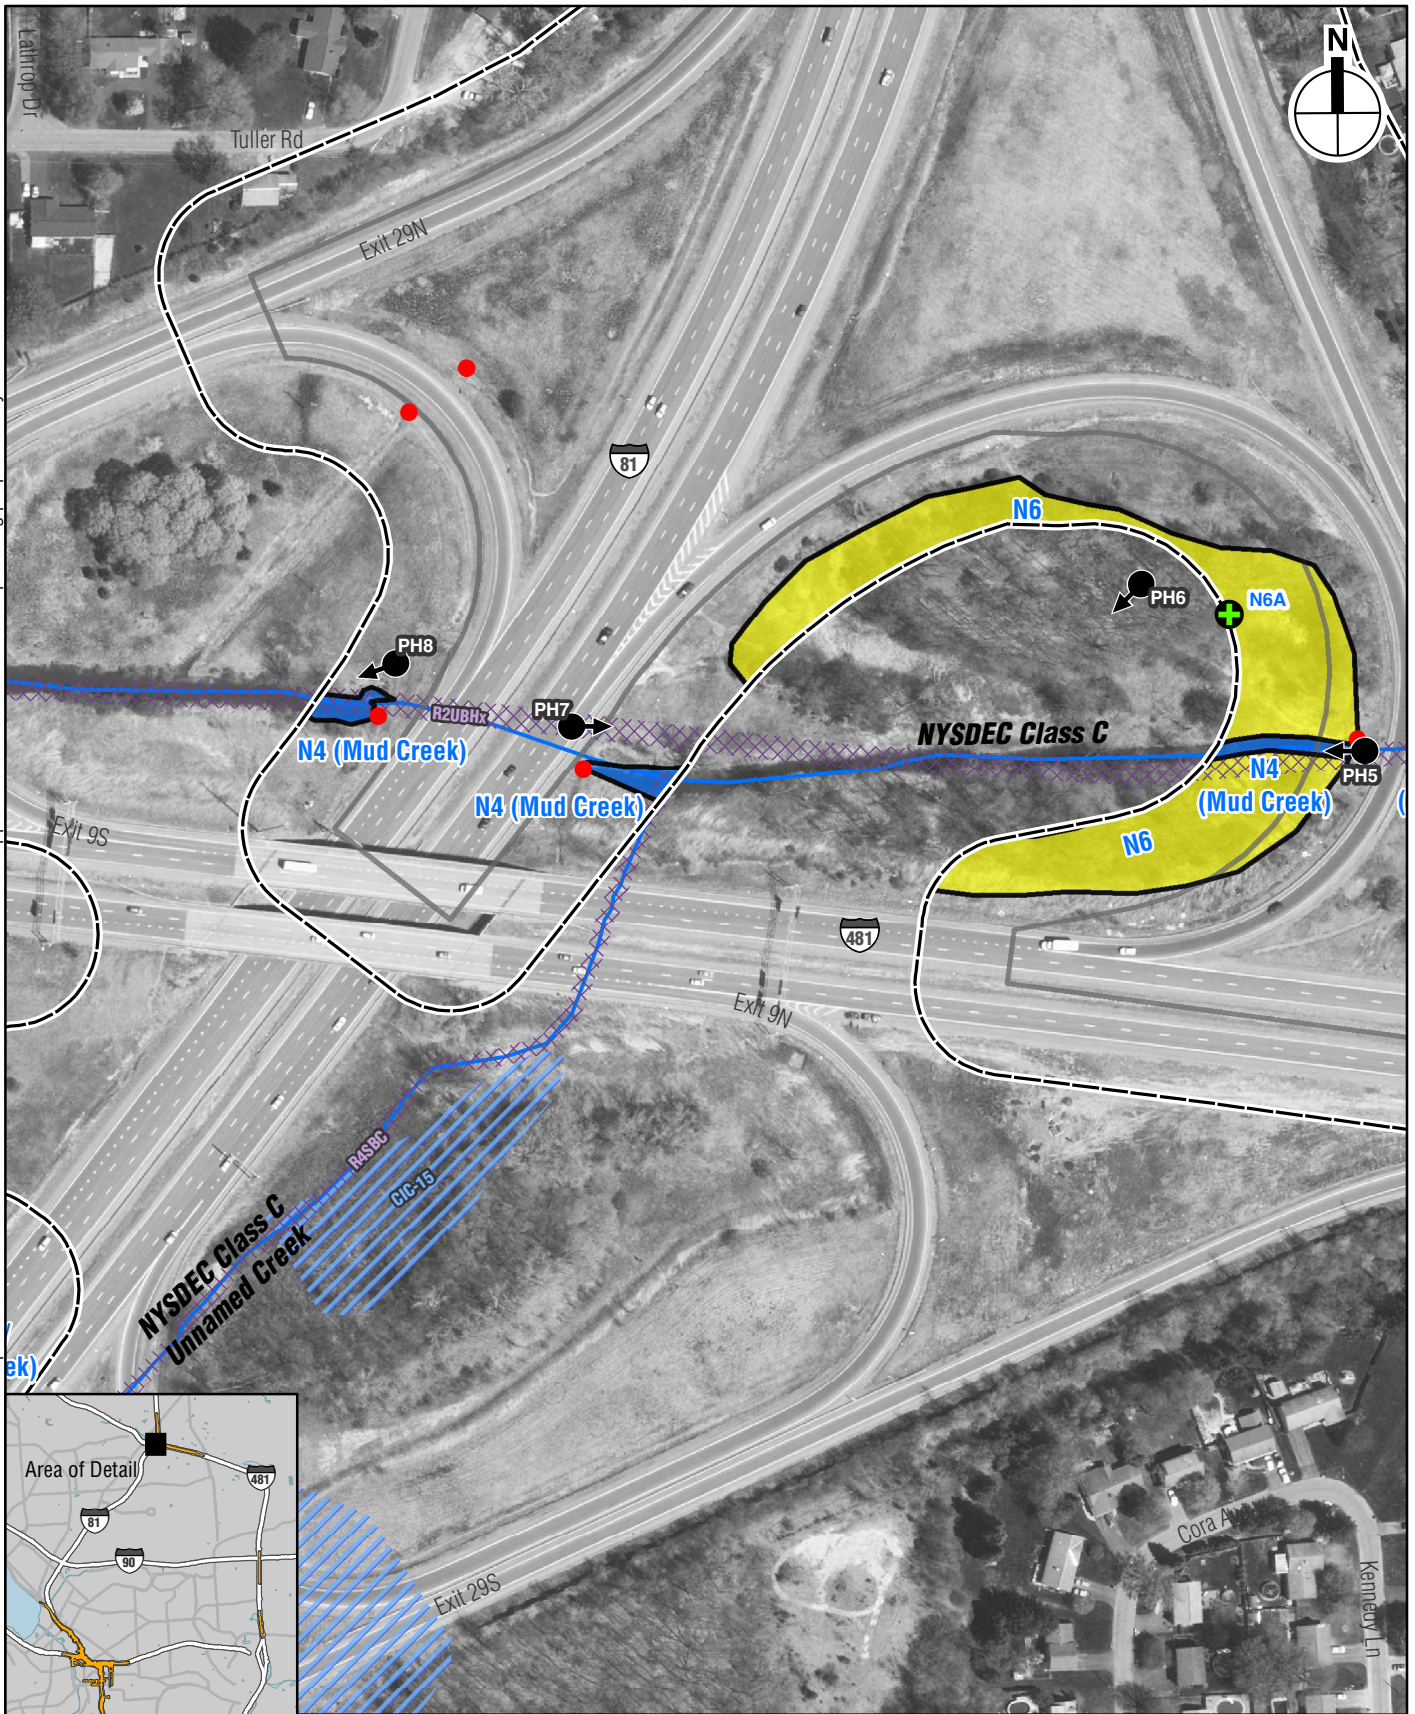 N
Lathrop Dr
Tuller Rd
Exit 29N
81
N6
N6A
PH6
PH8
R2UBHx
PH7
NYSDEC Class C
N4 (Mud Creek)
N4
(Mud Creek)
PH5
N4 (Mud Creek)
(
N6
Exit 9S
481
Exit 9N
R4SBC
CIC-15
NYSDEC Class C
Unnamed Creek
ek)
Area of Detail
481
81
90
Exit 29S
Cora A
Kennedy Ln